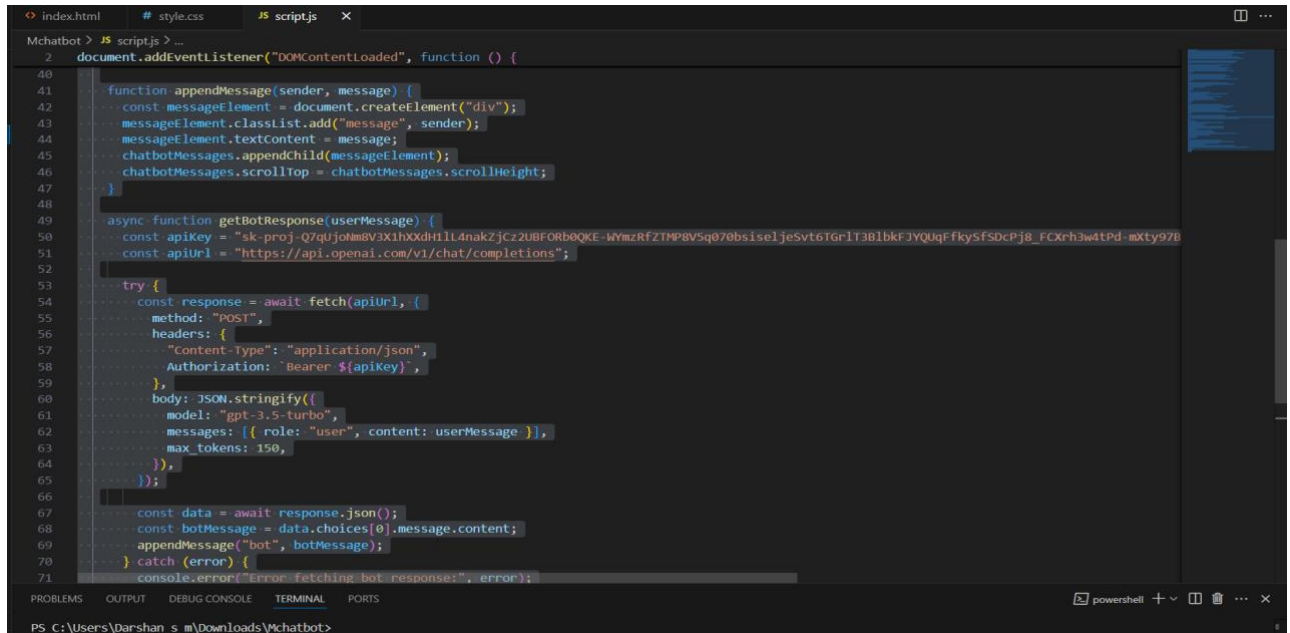 index.html # style.css JS script.js ×
Mchatbot > JS script.js > ...
2 document.addEventListener("DOMContentLoaded", function () {
40
41 function appendMessage(sender, message) {
42 const messageElement = document.createElement("div");
43 messageElement.classList.add("message", sender);
44 messageElement.textContent = message;
45 chatbotMessages.appendChild(messageElement);
46 chatbotMessages.scrollTop = chatbotMessages.scrollHeight;
47 }
48
49 async function getBotResponse(userMessage) {
50 const apiKey =
51 const apiUrl = "https://api.openai.com/v1/chat/completions";
52
53 try {
54 const response = await fetch(apiUrl, {
55 method: "POST",
56 headers: {
57 "Content-Type": "application/json",
58 Authorization: `Bearer ${apiKey}`,
59 },
60 body: JSON.stringify({
61 model: "gpt-3.5-turbo",
62 messages: [{ role: "user", content: userMessage }],
63 max_tokens: 150,
64 }),
65 });
66
67 const data = await response.json();
68 const botMessage = data.choices[0].message.content;
69 appendMessage("bot", botMessage);
70 } catch (error) {
71 console.error("Error fetching bot response:", error);
PROBLEMS OUTPUT DEBUG CONSOLE TERMINAL PORTS powershell
PS C:\Users\Darshan s m\Downloads\Mchatbot>